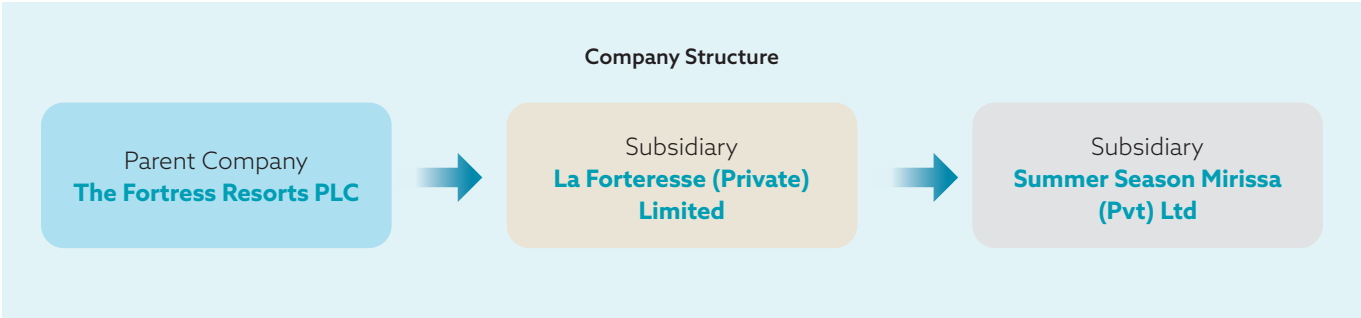 Company Structure
Parent Company
The Fortress Resorts PLC
Subsidiary
La Forteresse (Private)
Limited
Subsidiary
Summer Season Mirissa
(Pvt) Ltd